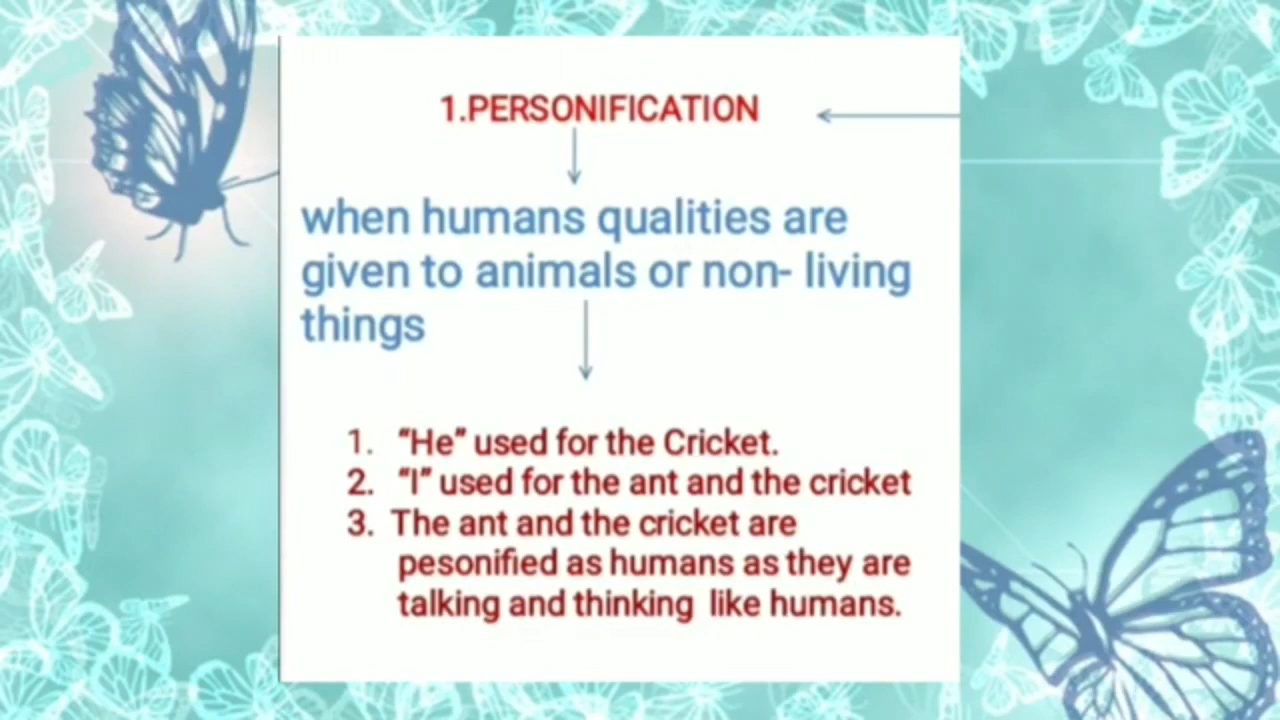 1.PERSONIFICATION
when humans qualities are
given to animals or non- living
things
1. “He” used for the Cricket.
2. “I” used for the ant and the cricket
3. The ant and the cricket are
pesonified as humans as they are
talking and thinking like humans.